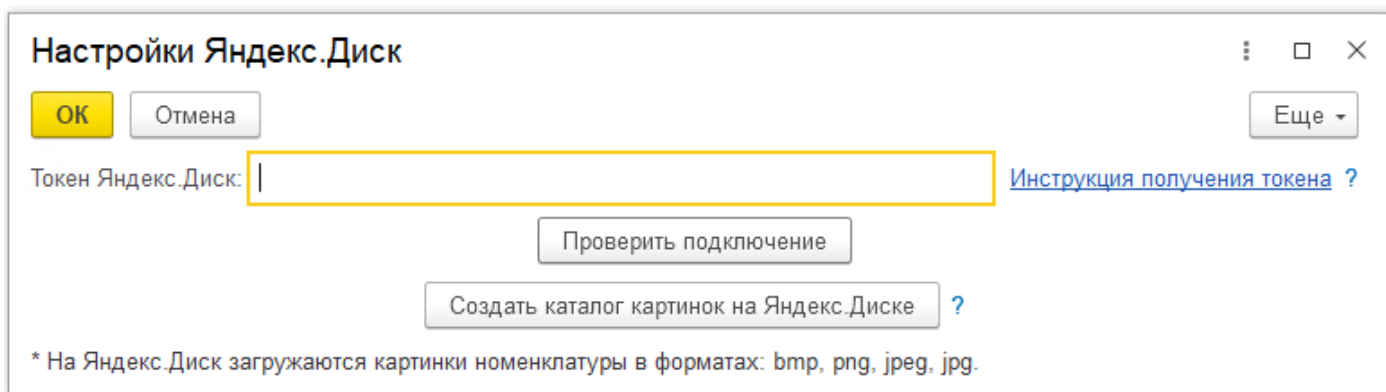 Настройки Яндекс.Диск
ОК Отмена Еще
Токен Яндекс.Диск: Инструкция получения токена ?
Проверить подключение
Создать каталог картинок на Яндекс.Диске ?
* На Яндекс.Диск загружаются картинки номенклатуры в форматах: bmp, png, jpeg, jpg.